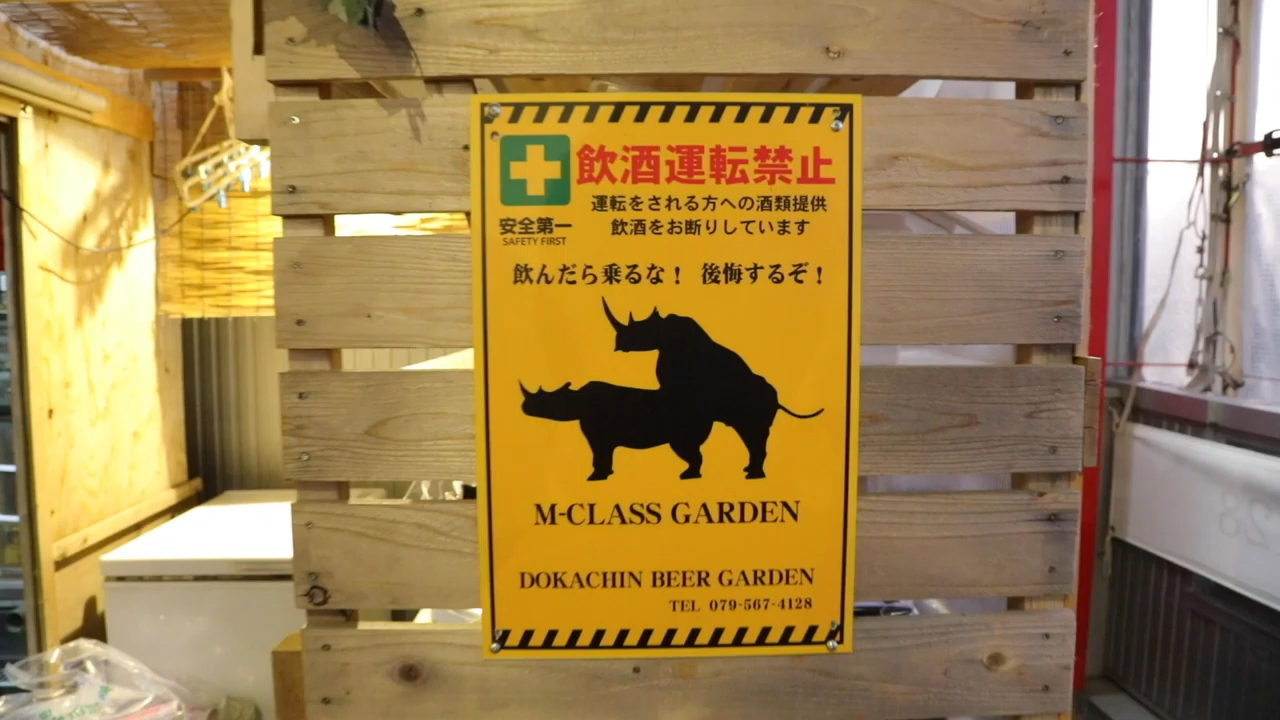 飲酒運転禁止
運転をされる方への酒類提供
飲酒をお断りしています
安全第一
SAFETY FIRST
飲んだら乗るな！ 後悔するぞ！
M-CLASS GARDEN
DOKACHIN BEER GARDEN
TEL 079-567-4128